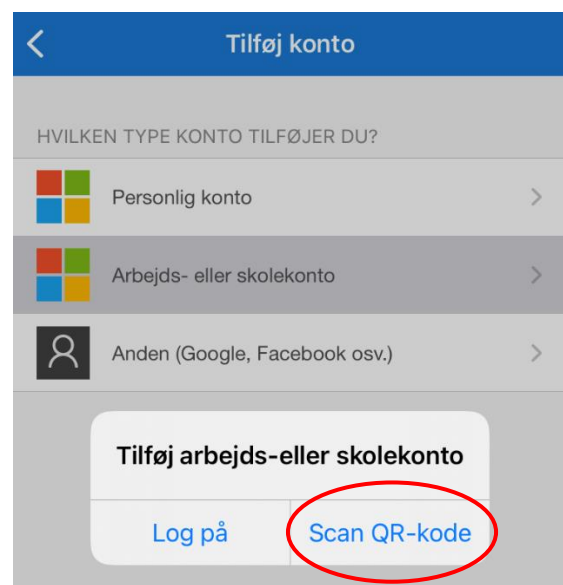 Tilføj konto
HVILKEN TYPE KONTO TILFØJER DU?
Personlig konto
Arbejds- eller skolekonto
Anden (Google, Facebook osv.)
Tilføj arbejds-eller skolekonto
Log på
Scan QR-kode